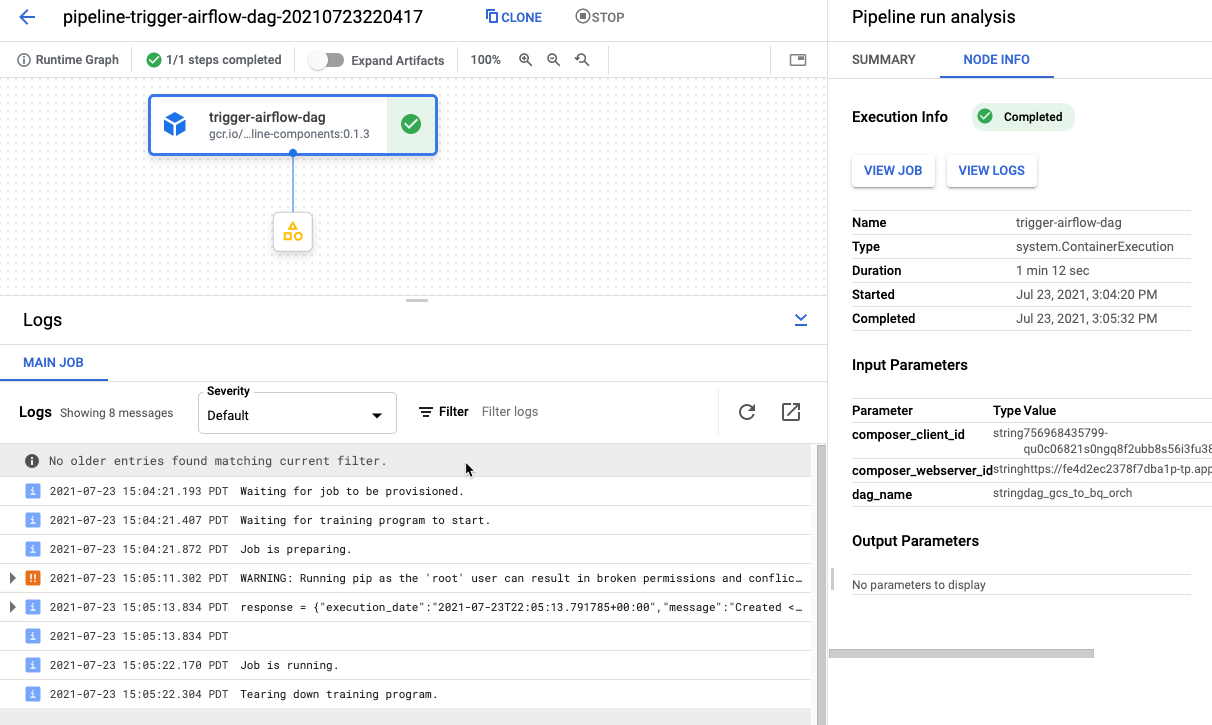 pipeline-trigger-airflow-dag-20210723220417
CLONE
STOP
Runtime Graph
1/1 steps completed
Expand Artifacts
100%
trigger-airflow-dag
gcr.io/...line-components:0.1.3
Logs
MAIN JOB
Logs Showing 8 messages
Severity
Default
Filter Filter logs
No older entries found matching current filter.
2021-07-23 15:04:21.193 PDT Waiting for job to be provisioned.
2021-07-23 15:04:21.407 PDT Waiting for training program to start.
2021-07-23 15:04:21.872 PDT Job is preparing.
!! 2021-07-23 15:05:11.302 PDT WARNING: Running pip as the 'root' user can result in broken permissions and conflic…
2021-07-23 15:05:13.834 PDT response = {"execution_date":"2021-07-23T22:05:13.791785+00:00","message":"Created <…
2021-07-23 15:05:13.834 PDT
2021-07-23 15:05:22.170 PDT Job is running.
2021-07-23 15:05:22.304 PDT Tearing down training program.
Pipeline run analysis
SUMMARY NODE INFO
Execution Info Completed
VIEW JOB VIEW LOGS
Name trigger-airflow-dag
Type system.ContainerExecution
Duration 1 min 12 sec
Started Jul 23, 2021, 3:04:20 PM
Completed Jul 23, 2021, 3:05:32 PM
Input Parameters
Parameter Type Value
composer_client_id string 756968435799-
qu0c06821s0ngq8f2ubb8s56i3fu38
composer_webserver_id string https://fe4d2ec2378f7dba1p-tp.app
dag_name string dag_gcs_to_bq_orch
Output Parameters
No parameters to display